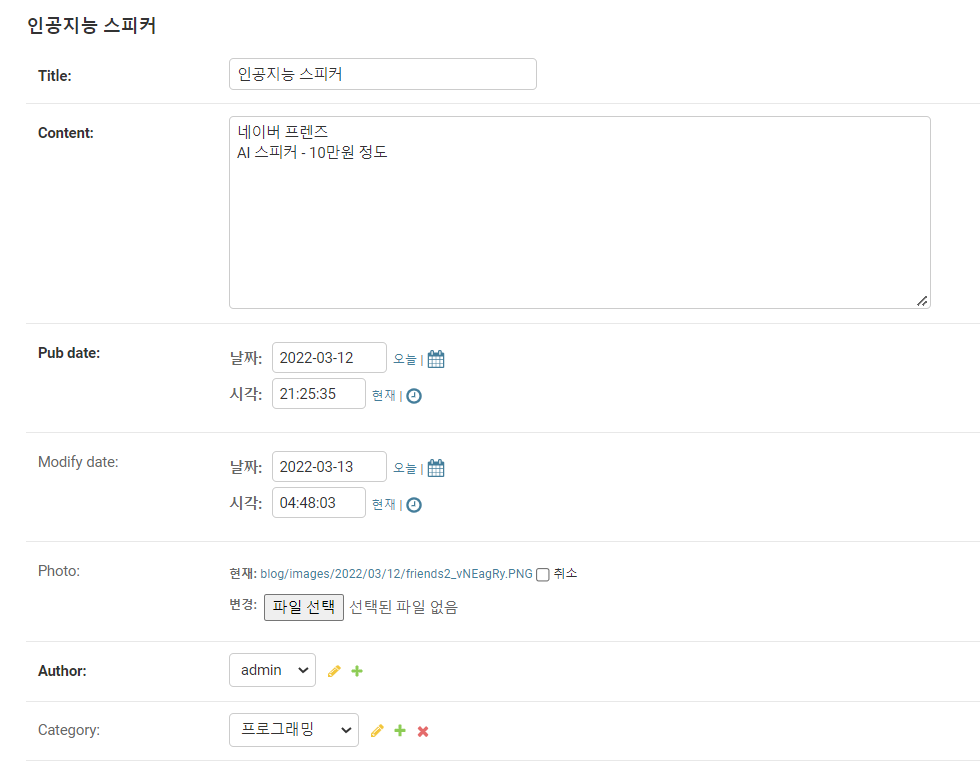 인공지능 스피커
Title: 인공지능 스피커
Content: 네이버 프렌즈
AI 스피커 - 10만원 정도
Pub date: 날짜: 2022-03-12 오늘 |
시각: 21:25:35 현재 |
Modify date: 날짜: 2022-03-13 오늘 |
시각: 04:48:03 현재 |
Photo: 현재: blog/images/2022/03/12/friends2_vNEagRy.PNG 취소
변경: 파일 선택 선택된 파일 없음
Author: admin
Category: 프로그래밍